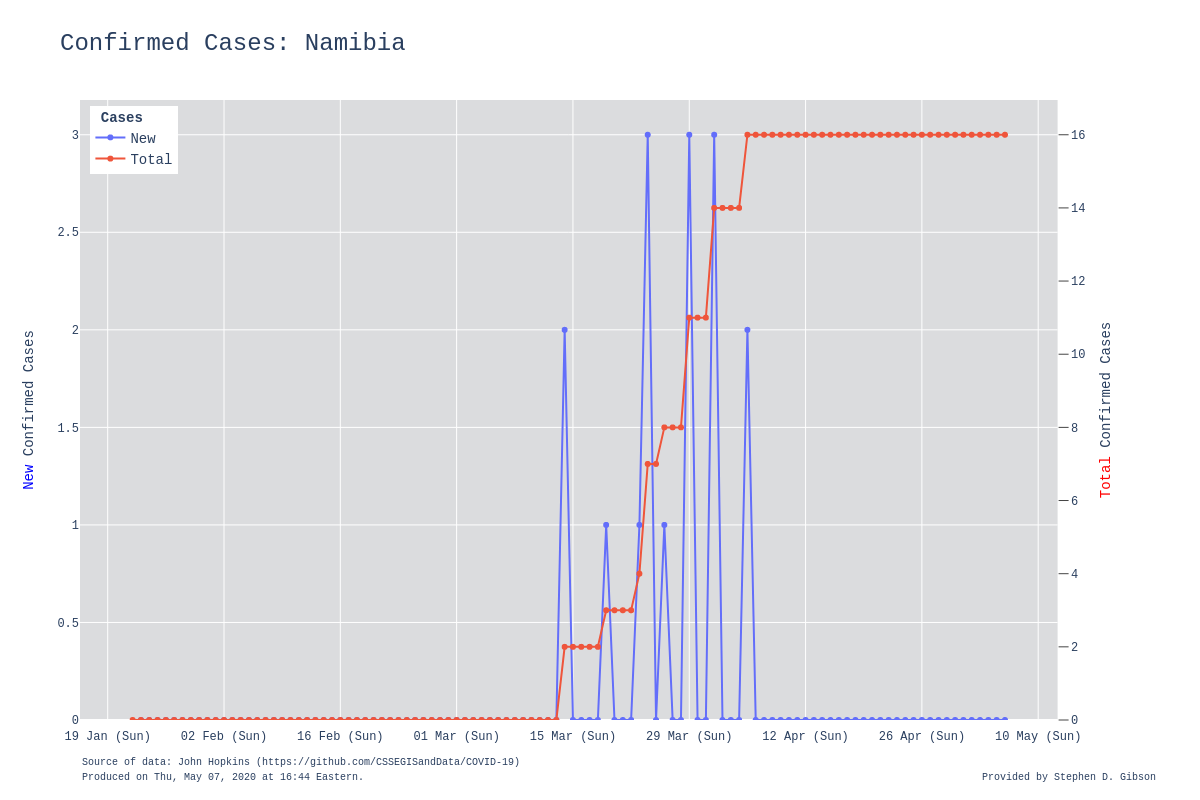 Confirmed Cases: Namibia
Cases
New
Total
3
2.5
2
1.5
1
0.5
0
New Confirmed Cases
16
14
12
10
8
6
4
2
0
Total Confirmed Cases
19 Jan (Sun) 02 Feb (Sun) 16 Feb (Sun) 01 Mar (Sun) 15 Mar (Sun) 29 Mar (Sun) 12 Apr (Sun) 26 Apr (Sun) 10 May (Sun)
Source of data: John Hopkins (https://github.com/CSSEGISandData/COVID-19)
Produced on Thu, May 07, 2020 at 16:44 Eastern.
Provided by Stephen D. Gibson